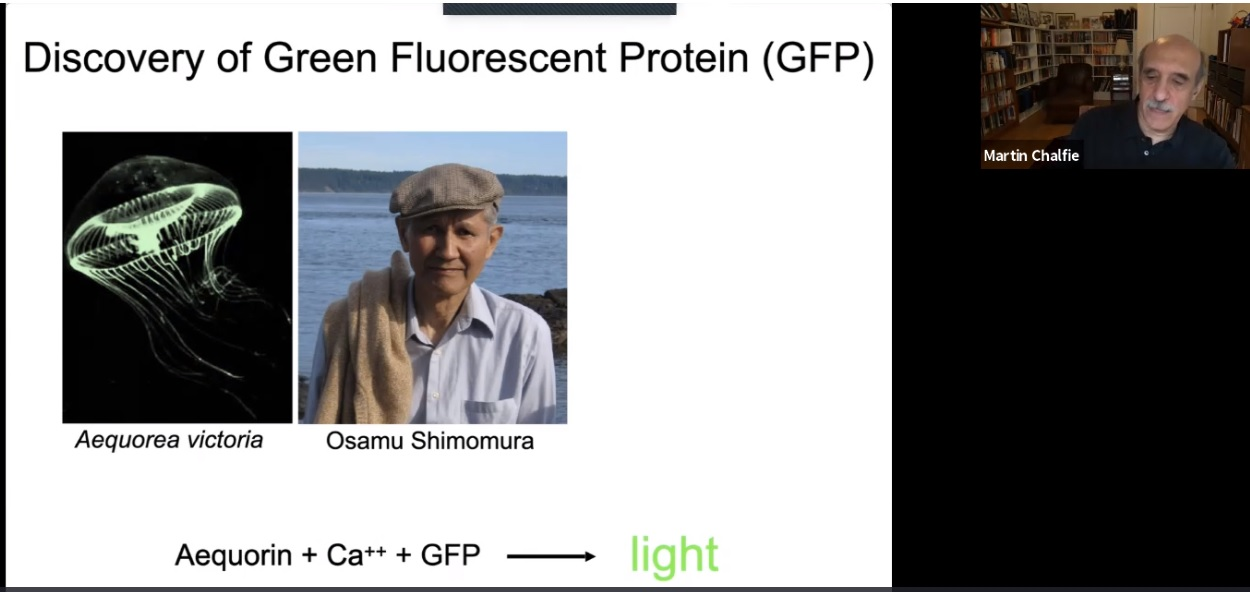 Discovery of Green Fluorescent Protein (GFP)
Martin Chalfie
Aequorea victoria
Osamu Shimomura
Aequorin + Ca⁺⁺ + GFP ⟶ light